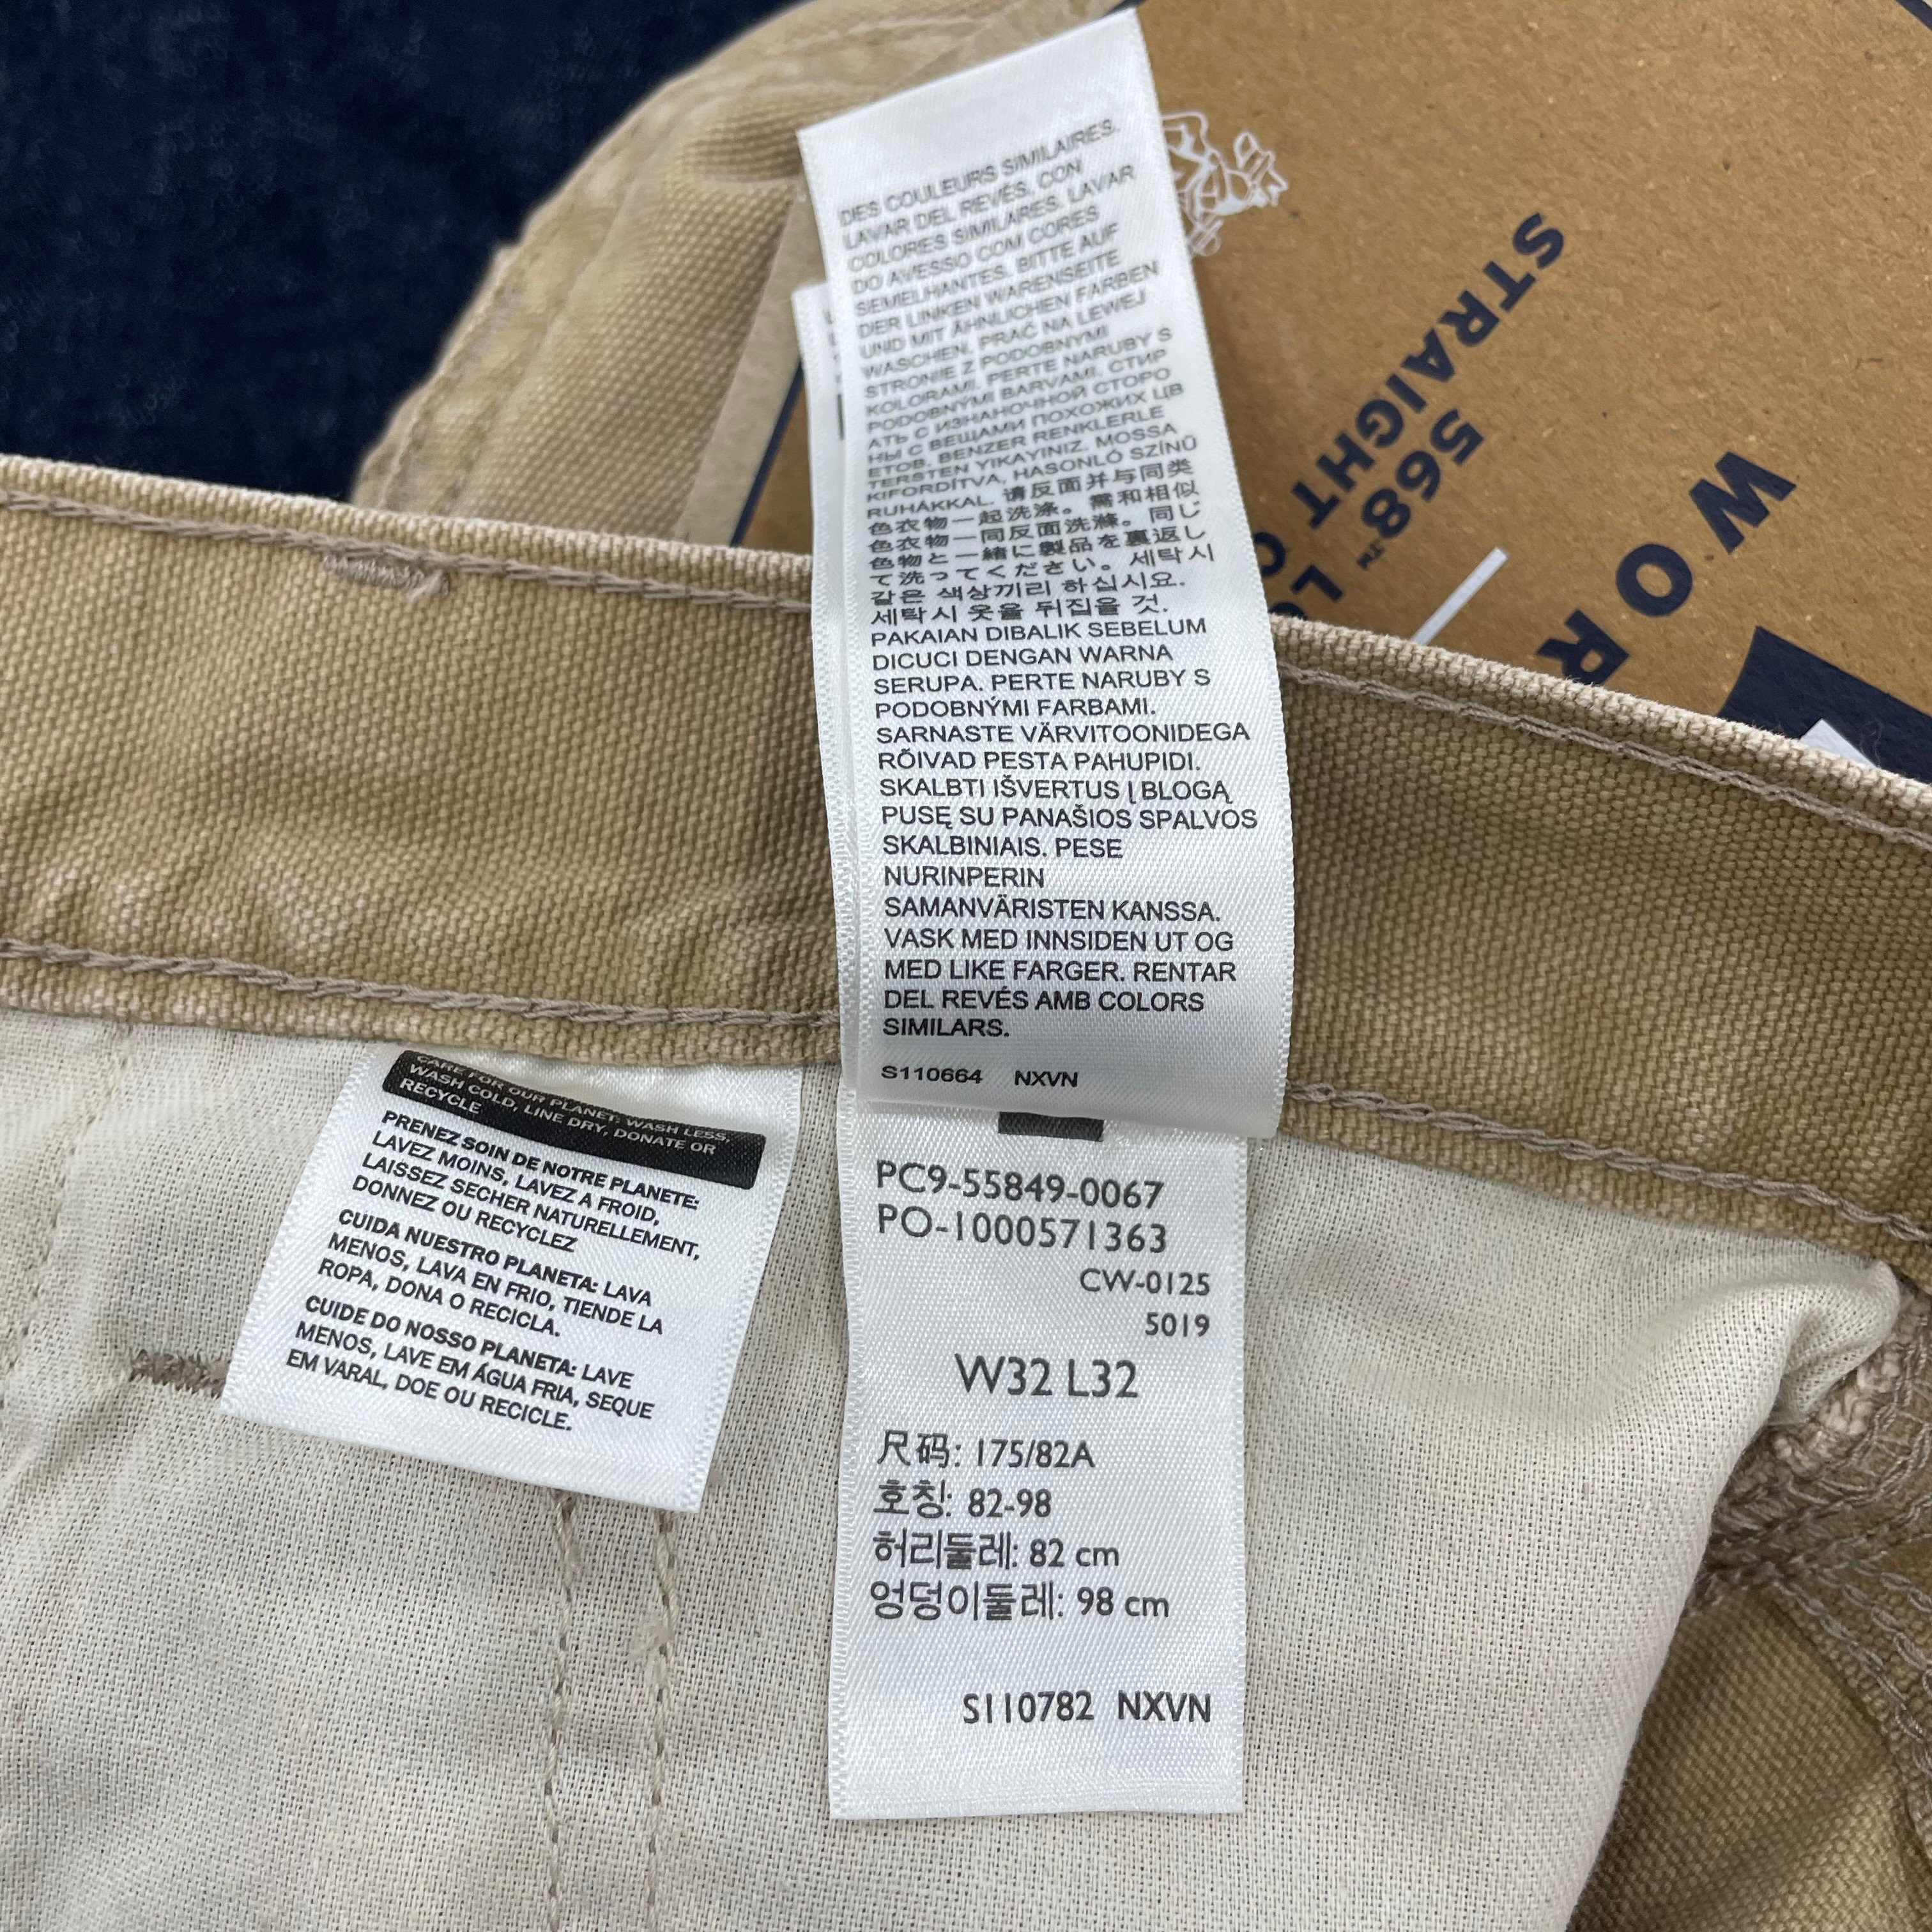 DES COULEURS SIMILAIRES.
LAVAR DEL REVÉS, CON
COLORES SIMILARES. LAVAR
DO AVESSO COM CORES
SEMELHANTES. BITTE AUF
DER LINKEN WARENSEITE
UND MIT ÄHNLICHEN FARBEN
WASCHEN. PRAĆ NA LEWEJ
STRONIE Z PODOBNYMI
KOLORAMI. PERTE NARUBY S
PODOBNÝMI BARVAMI. СТИР
АТЬ С ИЗНАНОЧНОЙ СТОРО
НЫ С ВЕЩАМИ ПОХОЖИХ ЦВ
ЕТОВ. BENZER RENKLERLE
TERSTEN YIKAYINIZ. MOSSA
KIFORDÍTVA, HASONLÓ SZÍNŰ
RUHÁKKAL. 请反面并与同类
色衣物一起洗涤。需和相似
色衣物一同反面洗滌。同じ
色物と一緒に製品を裏返し
て洗ってください。세탁시
같은 색상끼리 하십시요.
세탁시 옷을 뒤집을 것.
PAKAIAN DIBALIK SEBELUM
DICUCI DENGAN WARNA
SERUPA. PERTE NARUBY S
PODOBNÝMI FARBAMI.
SARNASTE VÄRVITOONIDEGA
RÕIVAD PESTA PAHUPIDI.
SKALBTI IŠVERTUS Į BLOGĄ
PUSĘ SU PANAŠIOS SPALVOS
SKALBINIAIS. PESE
NURINPERIN
SAMANVÄRISTEN KANSSA.
VASK MED INNSIDEN UT OG
MED LIKE FARGER. RENTAR
DEL REVÉS AMB COLORS
SIMILARS.
S110664 NXVN
STRAIGHT
568™
STRAIGHT
WOR
CARE FOR OUR PLANET: WASH LESS,
WASH COLD, LINE DRY, DONATE OR
RECYCLE
PRENEZ SOIN DE NOTRE PLANETE:
LAVEZ MOINS, LAVEZ A FROID,
LAISSEZ SECHER NATURELLEMENT,
DONNEZ OU RECYCLEZ
CUIDA NUESTRO PLANETA: LAVA
MENOS, LAVA EN FRIO, TIENDE LA
ROPA, DONA O RECICLA.
CUIDE DO NOSSO PLANETA: LAVE
MENOS, LAVE EM ÁGUA FRIA, SEQUE
EM VARAL, DOE OU RECICLE.
PC9-55849-0067
PO-1000571363
CW-0125
5019
W32 L32
尺码: 175/82A
호칭: 82-98
허리둘레: 82 cm
엉덩이둘레: 98 cm
S110782 NXVN